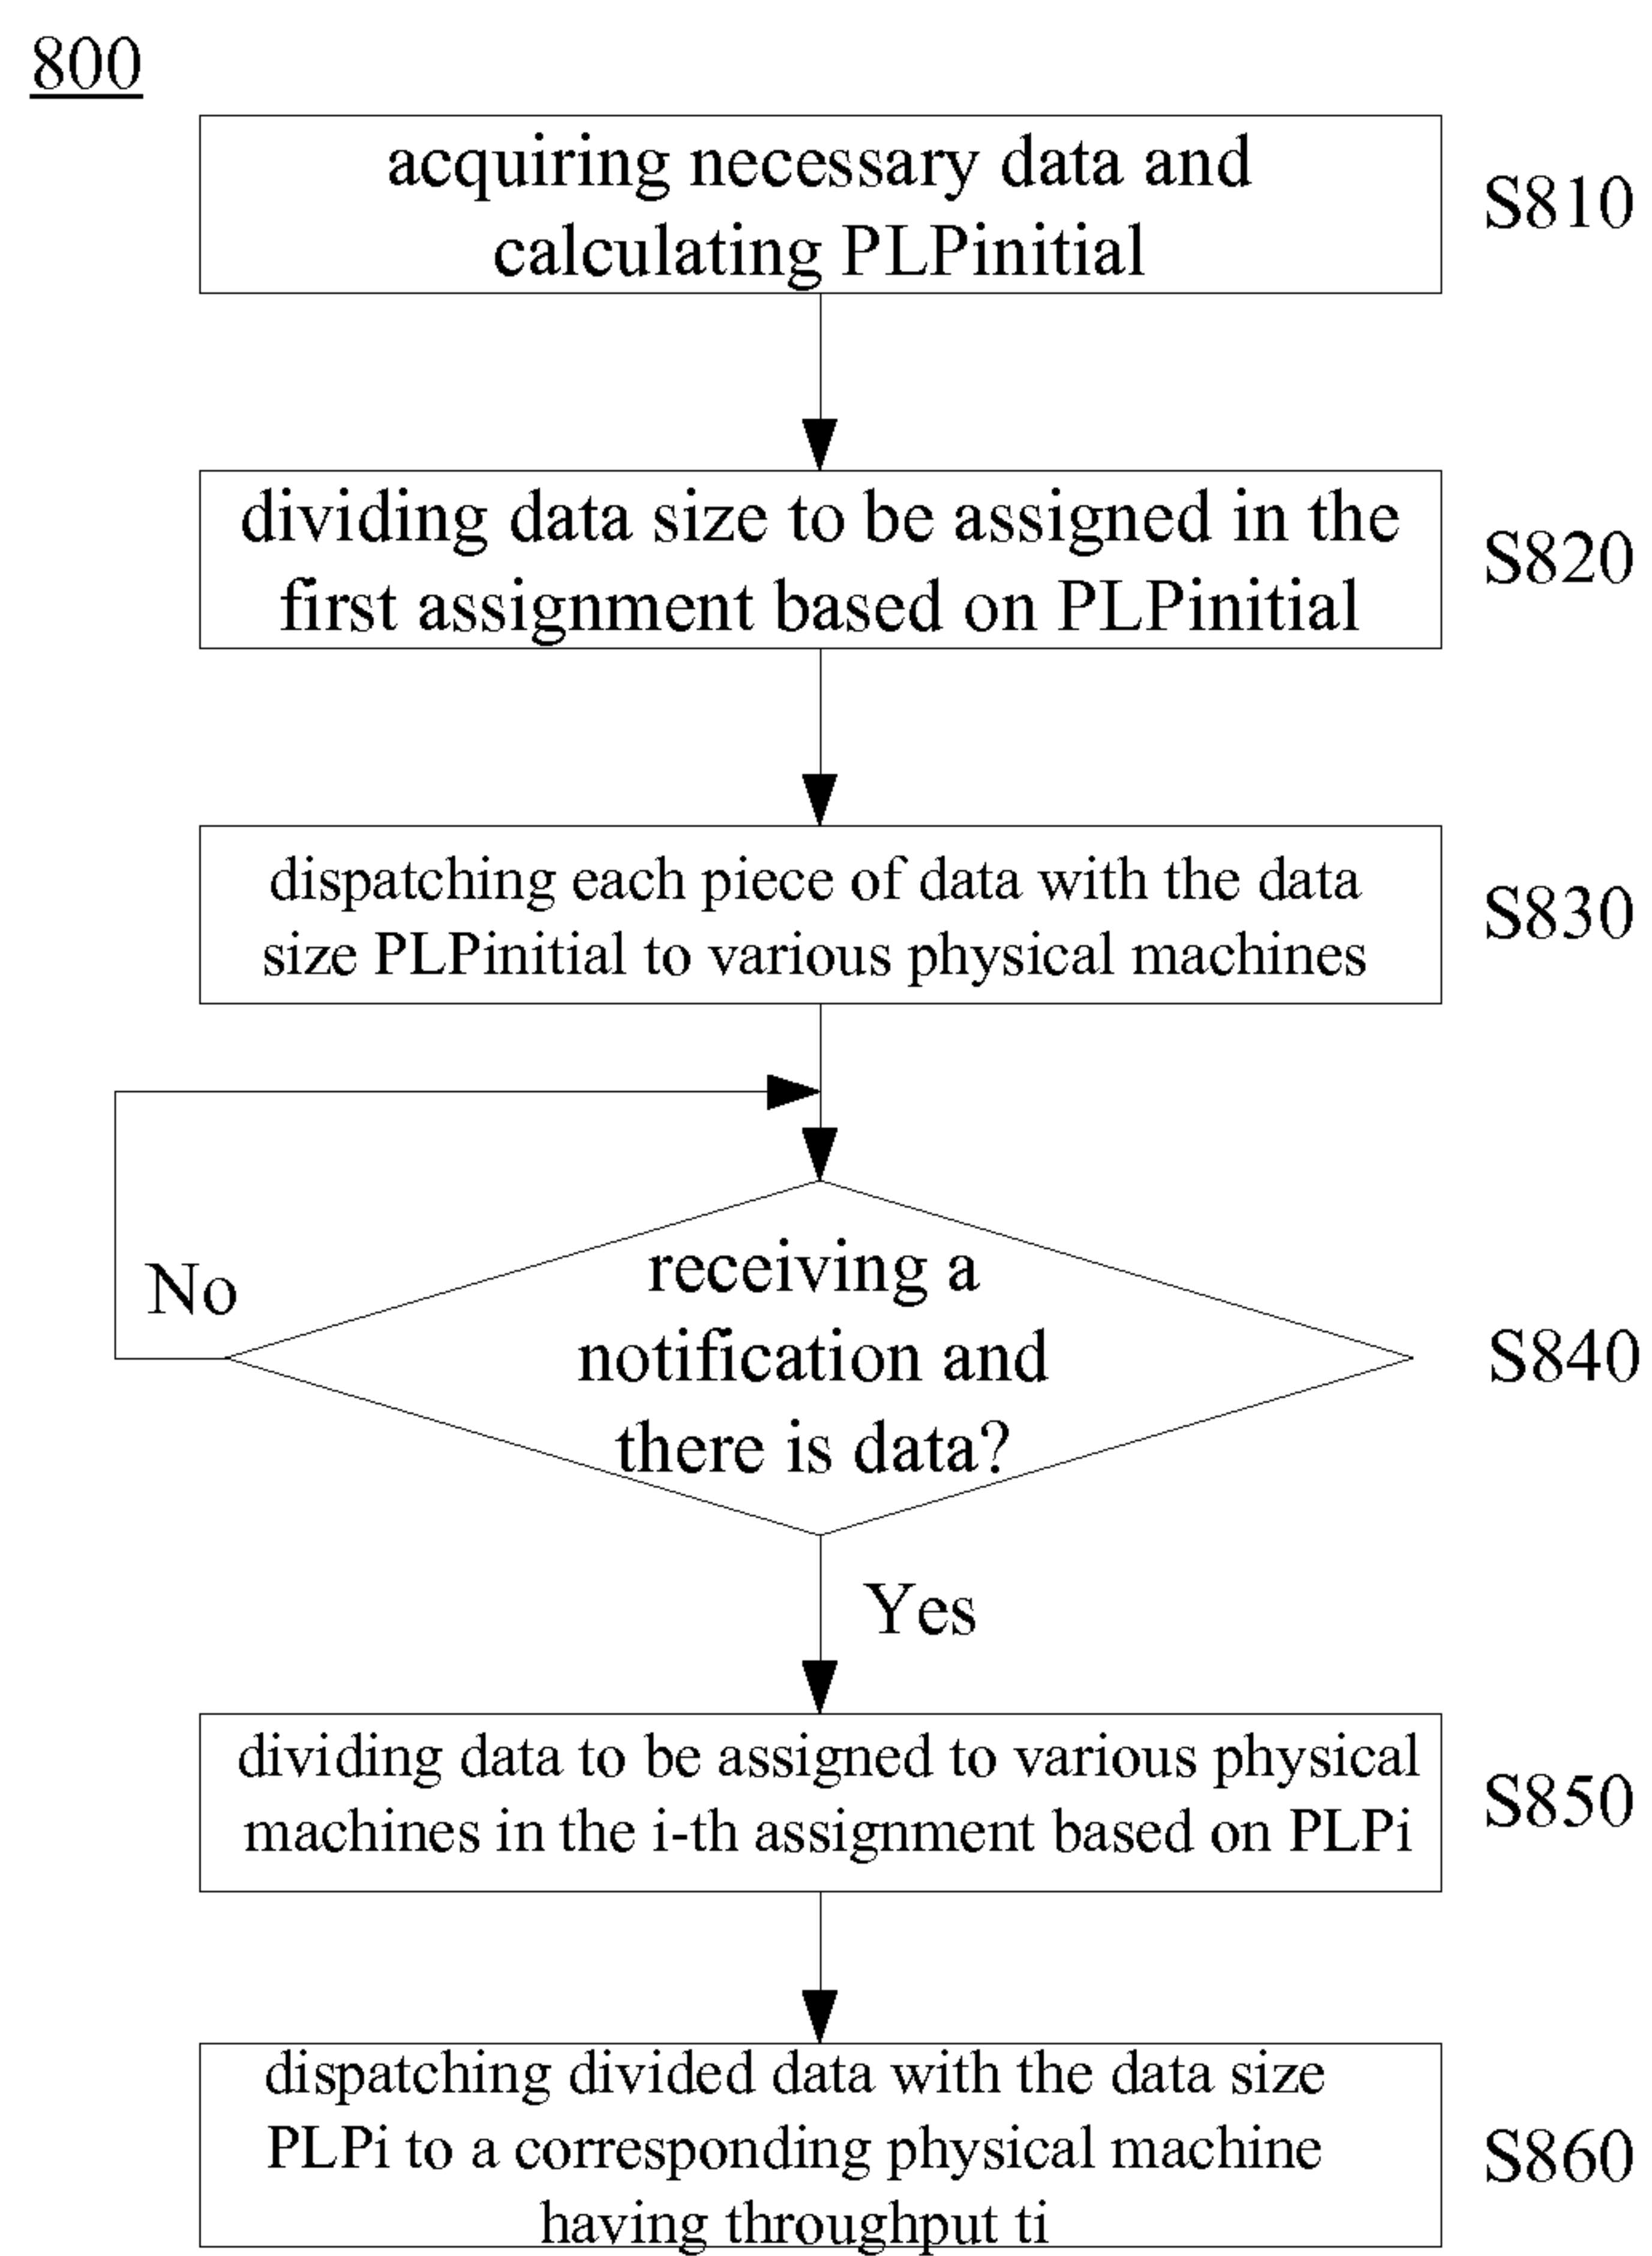 800
acquiring necessary data and
calculating PLPinitial
S810
dividing data size to be assigned in the
first assignment based on PLPinitial
S820
dispatching each piece of data with the data
size PLPinitial to various physical machines
S830
No
receiving a
notification and
there is data?
S840
Yes
dividing data to be assigned to various physical
machines in the i-th assignment based on PLPi
S850
dispatching divided data with the data size
PLPi to a corresponding physical machine
having throughput ti
S860